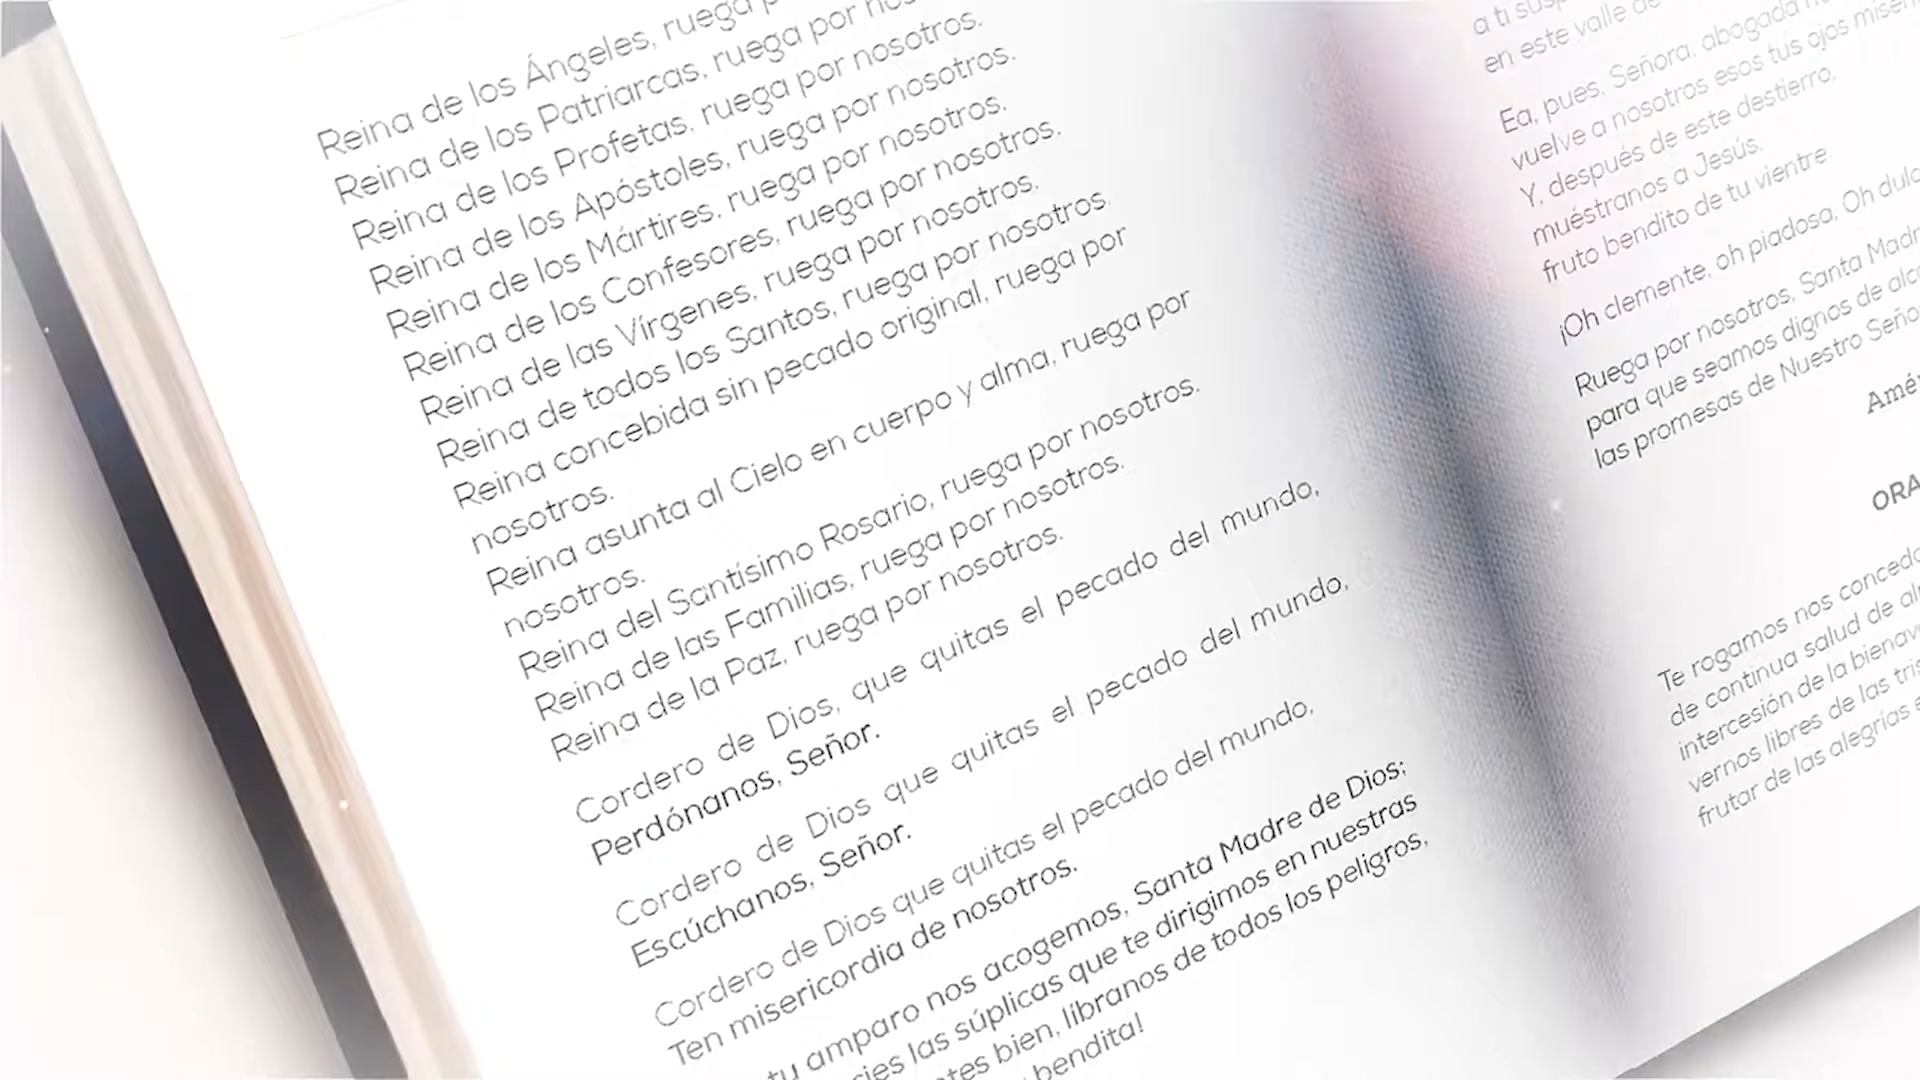 Reina de los Ángeles, ruega
Reina de los Patriarcas, ruega por
Reina de los Profetas, ruega por nosotros.
Reina de los Apóstoles, ruega por nosotros.
Reina de los Mártires, ruega por nosotros.
Reina de los Confesores, ruega por nosotros.
Reina de las Vírgenes, ruega por nosotros.
Reina de todos los Santos, ruega por nosotros.
Reina concebida sin pecado original, ruega por
nosotros.
Reina asunta al Cielo en cuerpo y alma, ruega por
nosotros.
Reina del Santísimo Rosario, ruega por nosotros.
Reina de las Familias, ruega por nosotros.
Reina de la Paz, ruega por nosotros.
Cordero de Dios, que quitas el pecado del mundo,
Perdónanos, Señor.
Cordero de Dios que quitas el pecado del mundo,
Escúchanos, Señor.
Cordero de Dios que quitas el pecado del mundo,
Ten misericordia de nosotros.
tu amparo nos acogemos, Santa Madre de Dios;
las súplicas que te dirigimos en nuestras
bien, líbranos de todos los peligros,
bendita!
a ti
en este valle de
Ea, pues, Señora, abogada
vuelve a nosotros esos tus ojos
Y, después de este destierro,
muéstranos a Jesús,
fruto bendito de tu vientre
¡Oh clemente, oh piadosa, Oh
Ruega por nosotros, Santa
para que seamos dignos de
las promesas de Nuestro
Te rogamos nos
de continua salud de
intercesión de la
vernos libres de las
frutar de las alegrías